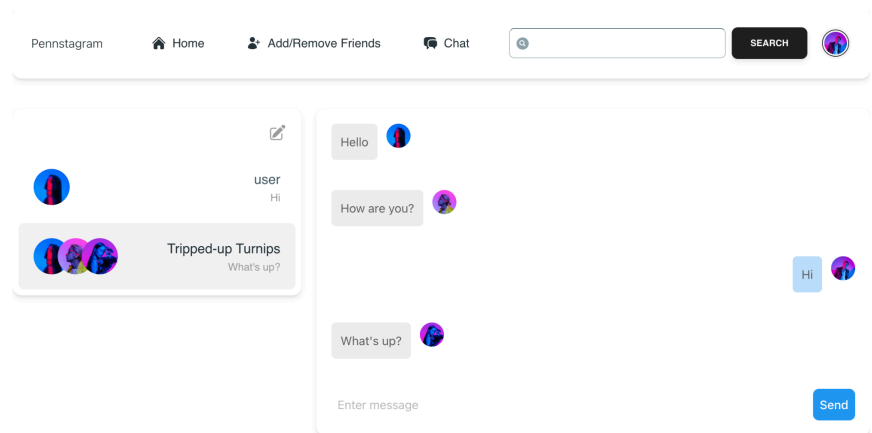 Pennstagram
Home
Add/Remove Friends
Chat
SEARCH
user
Hi
Tripped-up Turnips
What's up?
Hello
How are you?
Hi
What's up?
Enter message
Send